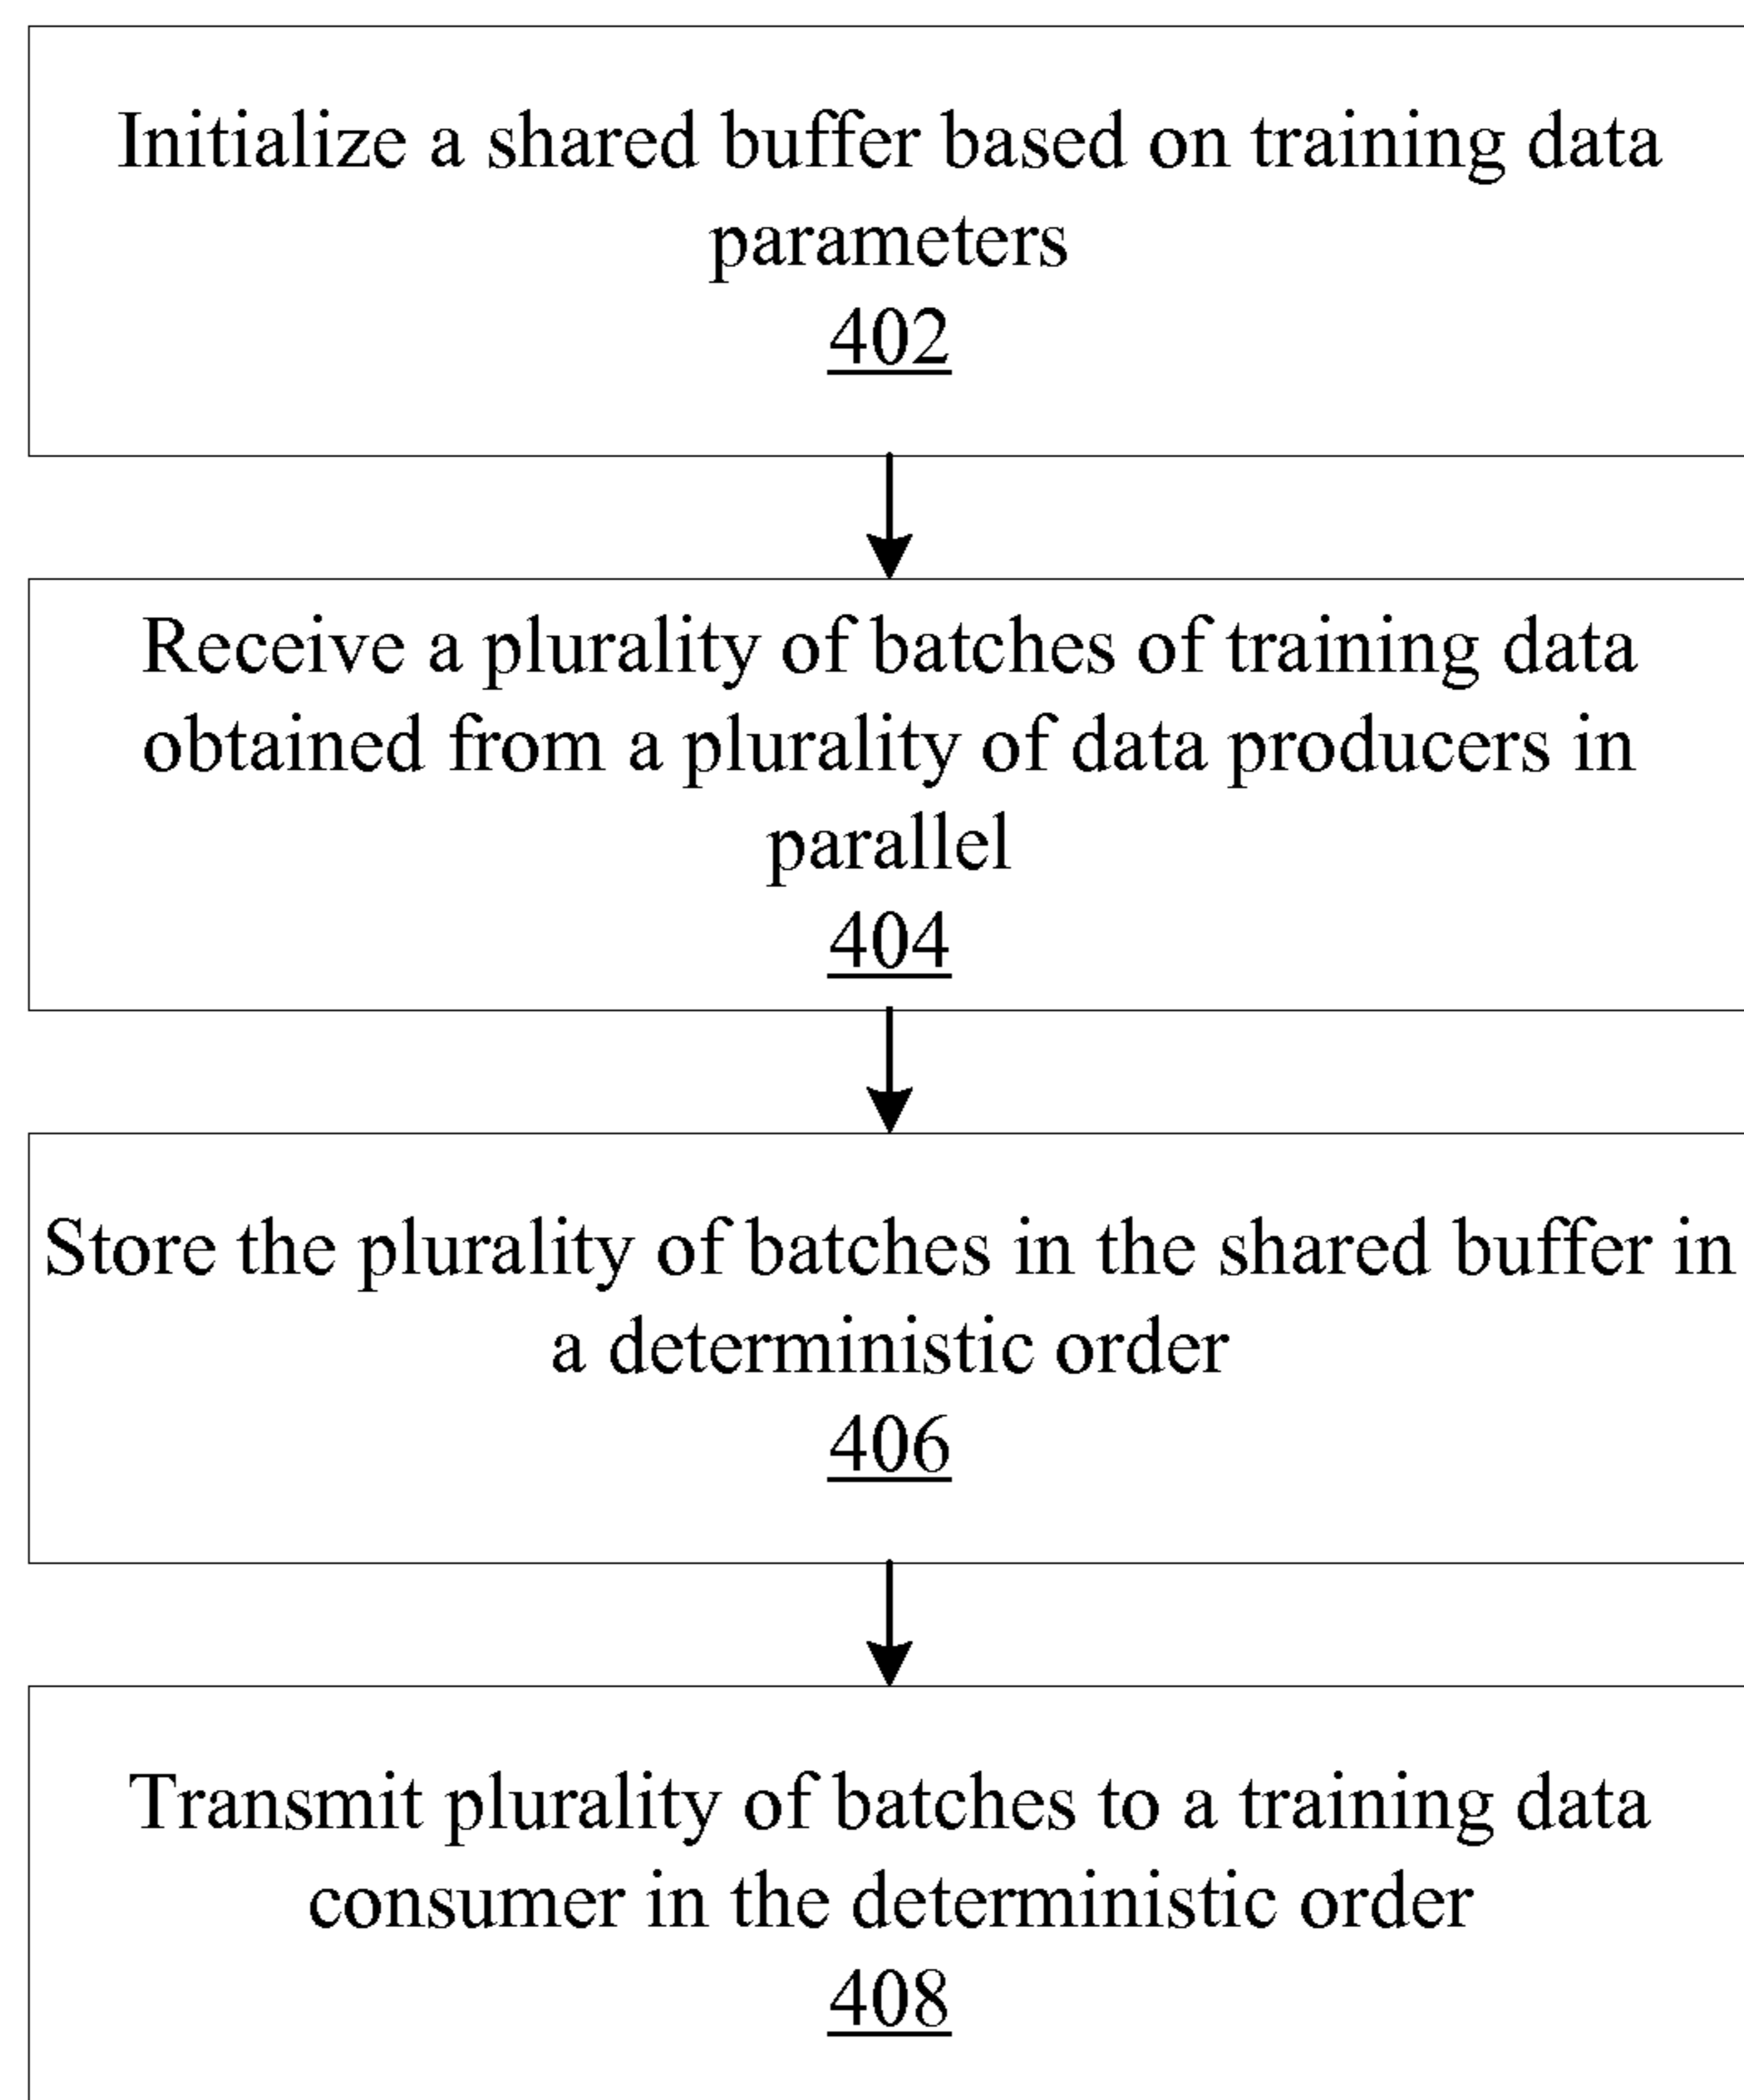 Initialize a shared buffer based on training data
parameters
402
Receive a plurality of batches of training data
obtained from a plurality of data producers in
parallel
404
Store the plurality of batches in the shared buffer in
a deterministic order
406
Transmit plurality of batches to a training data
consumer in the deterministic order
408